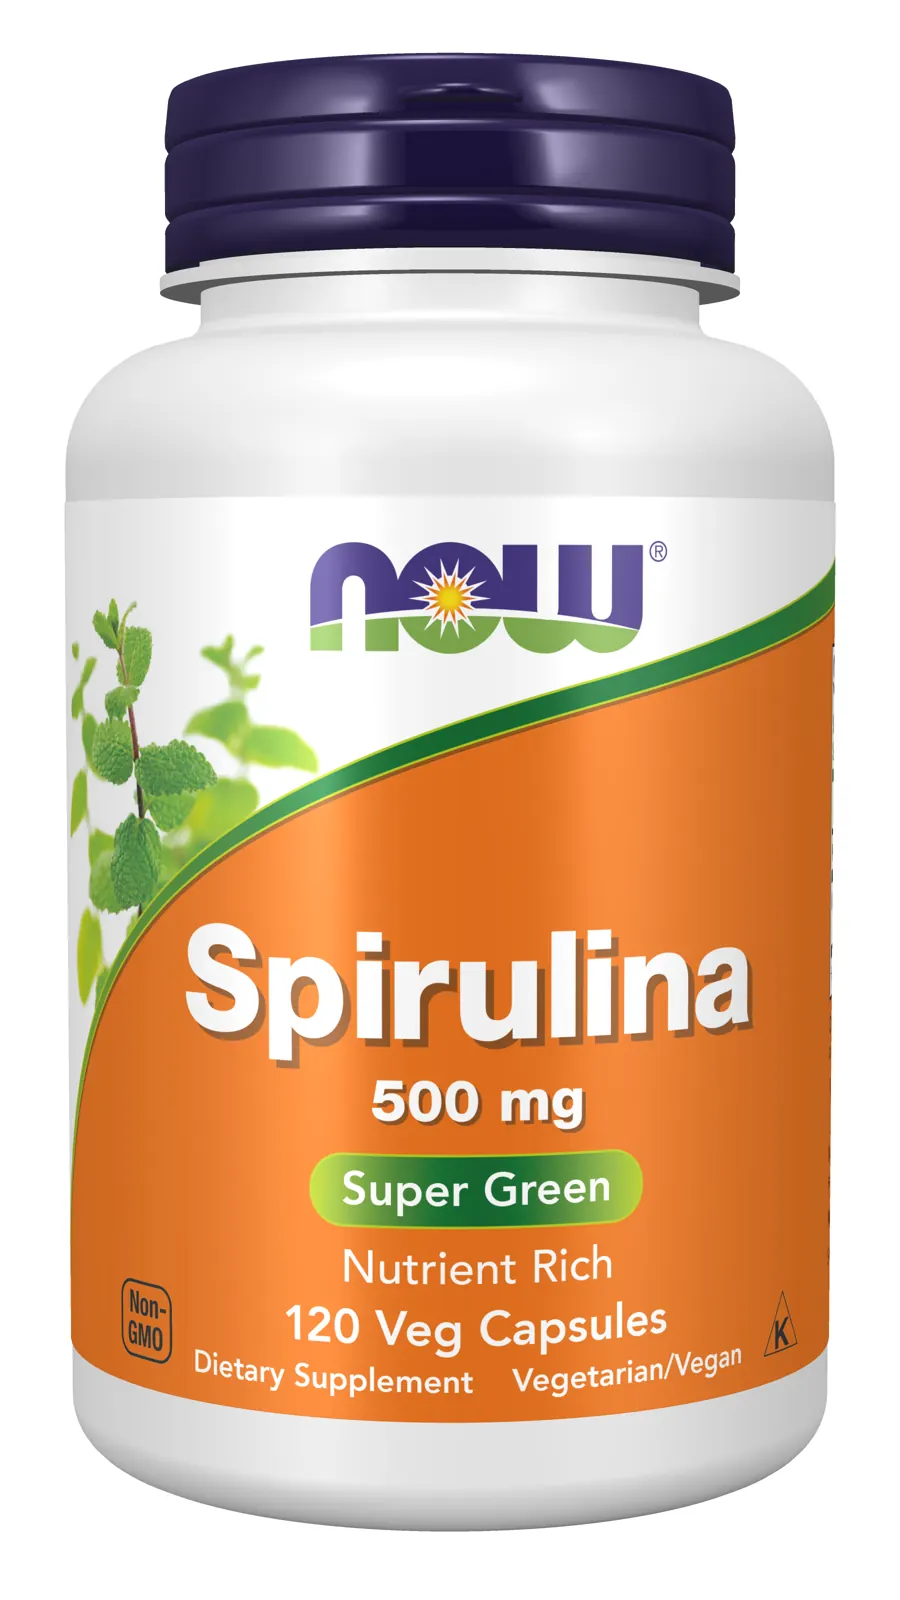 NOW®
Spirulina
500 mg
Super Green
Nutrient Rich
120 Veg Capsules
Dietary Supplement Vegetarian/Vegan
Non-
GMO
K